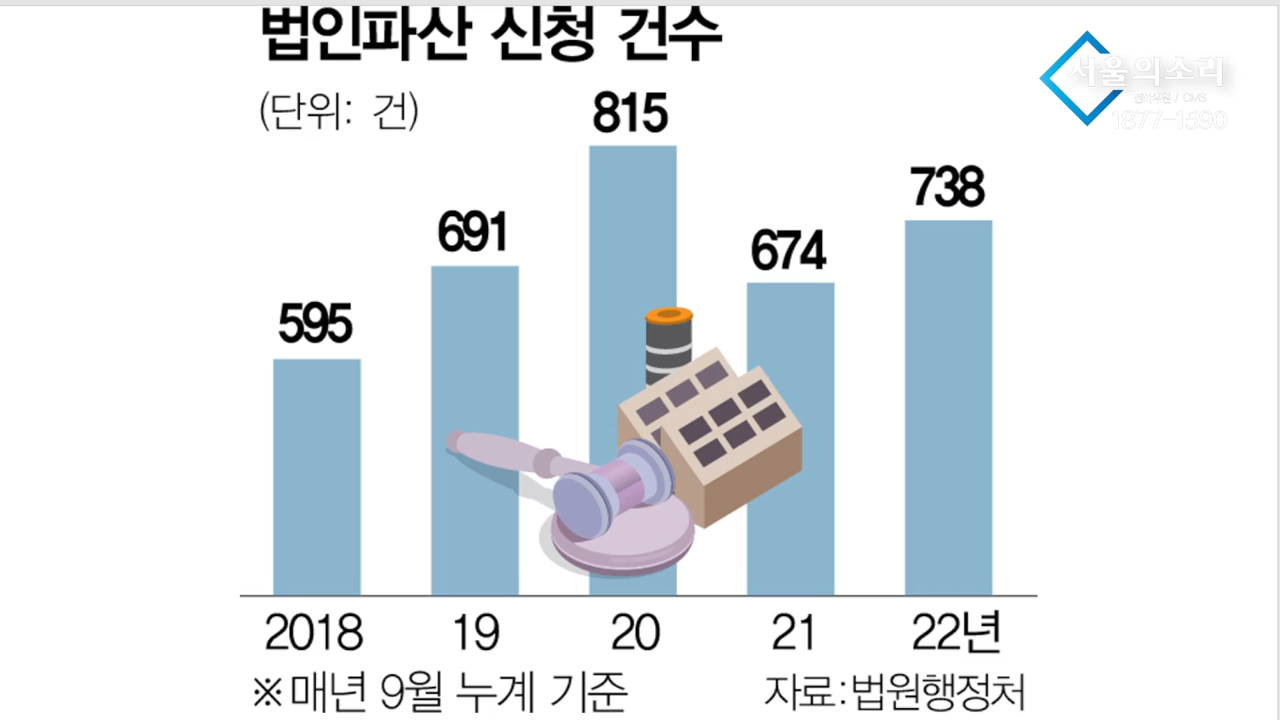 법인파산 신청 건수
(단위: 건)
서울의소리
1877-1590
815
738
691
674
595
2018 19 20 21 22년
※매년 9월 누계 기준
자료:법원행정처